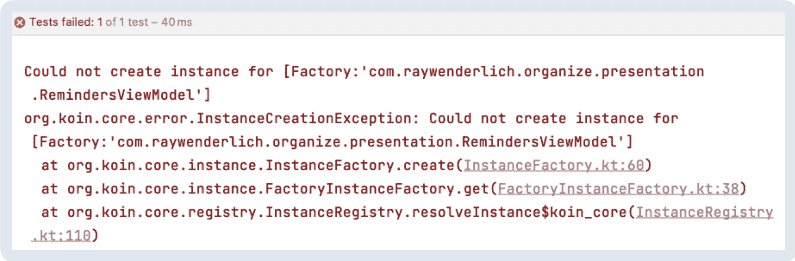 Tests failed: 1 of 1 test – 40 ms
Could not create instance for [Factory:'com.raywenderlich.organize.presentation
.RemindersViewModel']
org.koin.core.error.InstanceCreationException: Could not create instance for
[Factory:'com.raywenderlich.organize.presentation.RemindersViewModel']
at org.koin.core.instance.InstanceFactory.create(InstanceFactory.kt:60)
at org.koin.core.instance.FactoryInstanceFactory.get(FactoryInstanceFactory.kt:38)
at org.koin.core.registry.InstanceRegistry.resolveInstance$koin_core(InstanceRegistry
.kt:110)